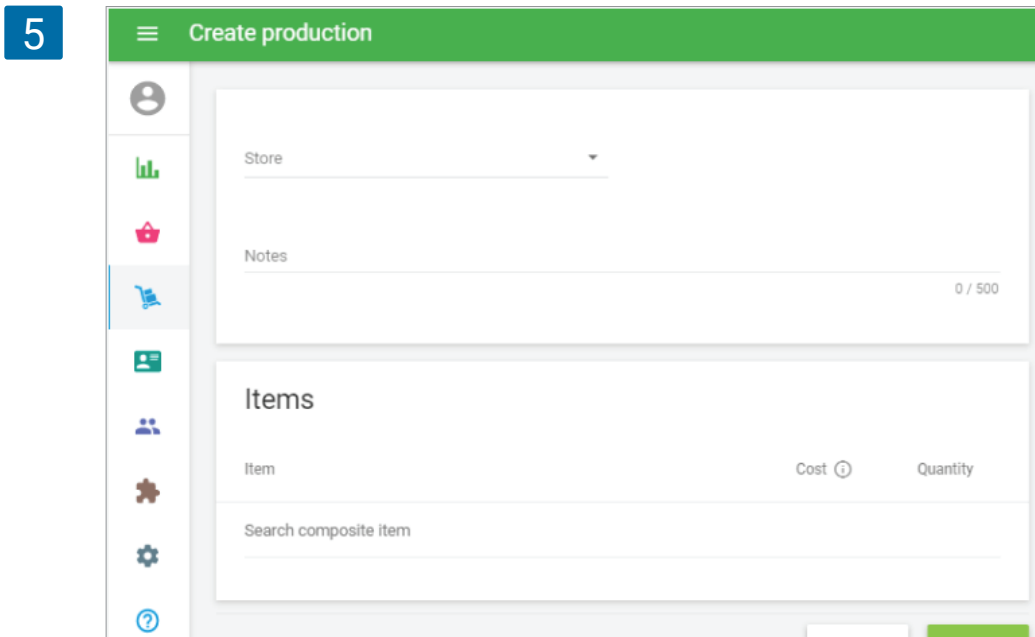 5
Create production
Store
Notes
0 / 500
Items
Item Cost Quantity
Search composite item